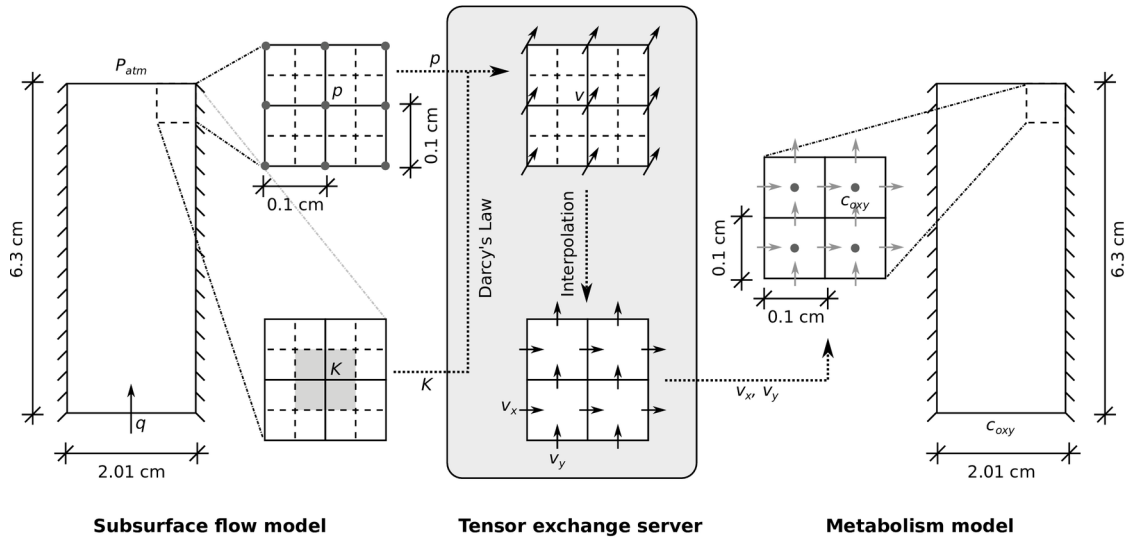 P_atm
6.3 cm
q
2.01 cm
p
0.1 cm
0.1 cm
K
p
K
Darcy's Law
v
Interpolation
v_x
v_y
v_x, v_y
c_oxy
0.1 cm
0.1 cm
6.3 cm
c_oxy
2.01 cm
Subsurface flow model
Tensor exchange server
Metabolism model